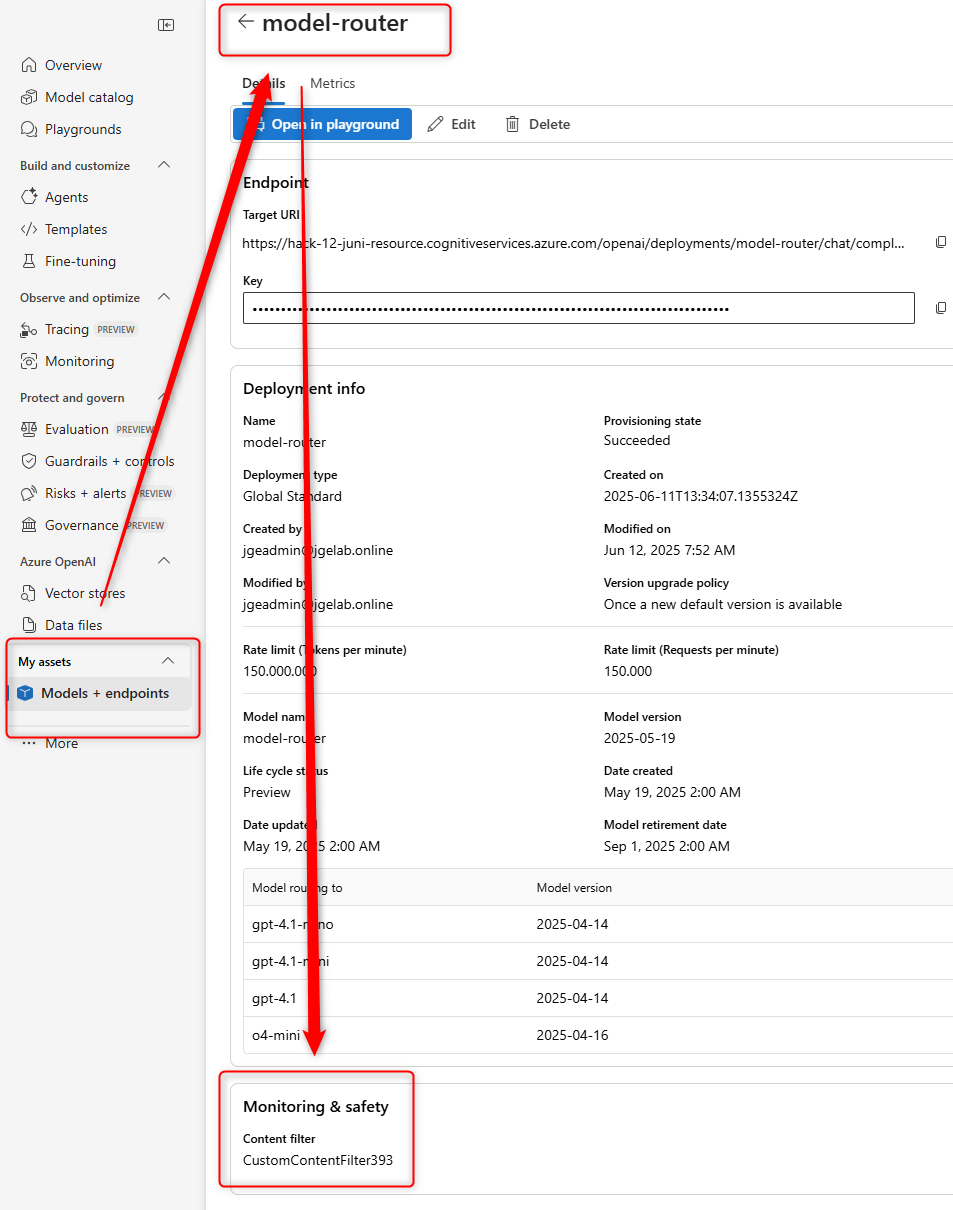 Overview
Model catalog
Playgrounds
Build and customize
Agents
Templates
Fine-tuning
Observe and optimize
Tracing PREVIEW
Monitoring
Protect and govern
Evaluation PREVIEW
Guardrails + controls
Risks + alerts PREVIEW
Governance PREVIEW
Azure OpenAI
Vector stores
Data files
My assets
Models + endpoints
More
model-router
Details Metrics
Open in playground Edit Delete
Endpoint
Target URI
https://hack-12-juni-resource.cognitiveservices.azure.com/openai/deployments/model-router/chat/compl...
Key
Deployment info
Name
model-router
Provisioning state
Succeeded
Deployment type
Global Standard
Created on
2025-06-11T13:34:07.1355324Z
Created by
jgeadmin@jgelab.online
Modified on
Jun 12, 2025 7:52 AM
Modified by
jgeadmin@jgelab.online
Version upgrade policy
Once a new default version is available
Rate limit (Tokens per minute)
150.000.000
Rate limit (Requests per minute)
150.000
Model name
model-router
Model version
2025-05-19
Life cycle status
Preview
Date created
May 19, 2025 2:00 AM
Date updated
May 19, 2025 2:00 AM
Model retirement date
Sep 1, 2025 2:00 AM
Model routing to Model version
gpt-4.1-nano 2025-04-14
gpt-4.1-mini 2025-04-14
gpt-4.1 2025-04-14
o4-mini 2025-04-16
Monitoring & safety
Content filter
CustomContentFilter393